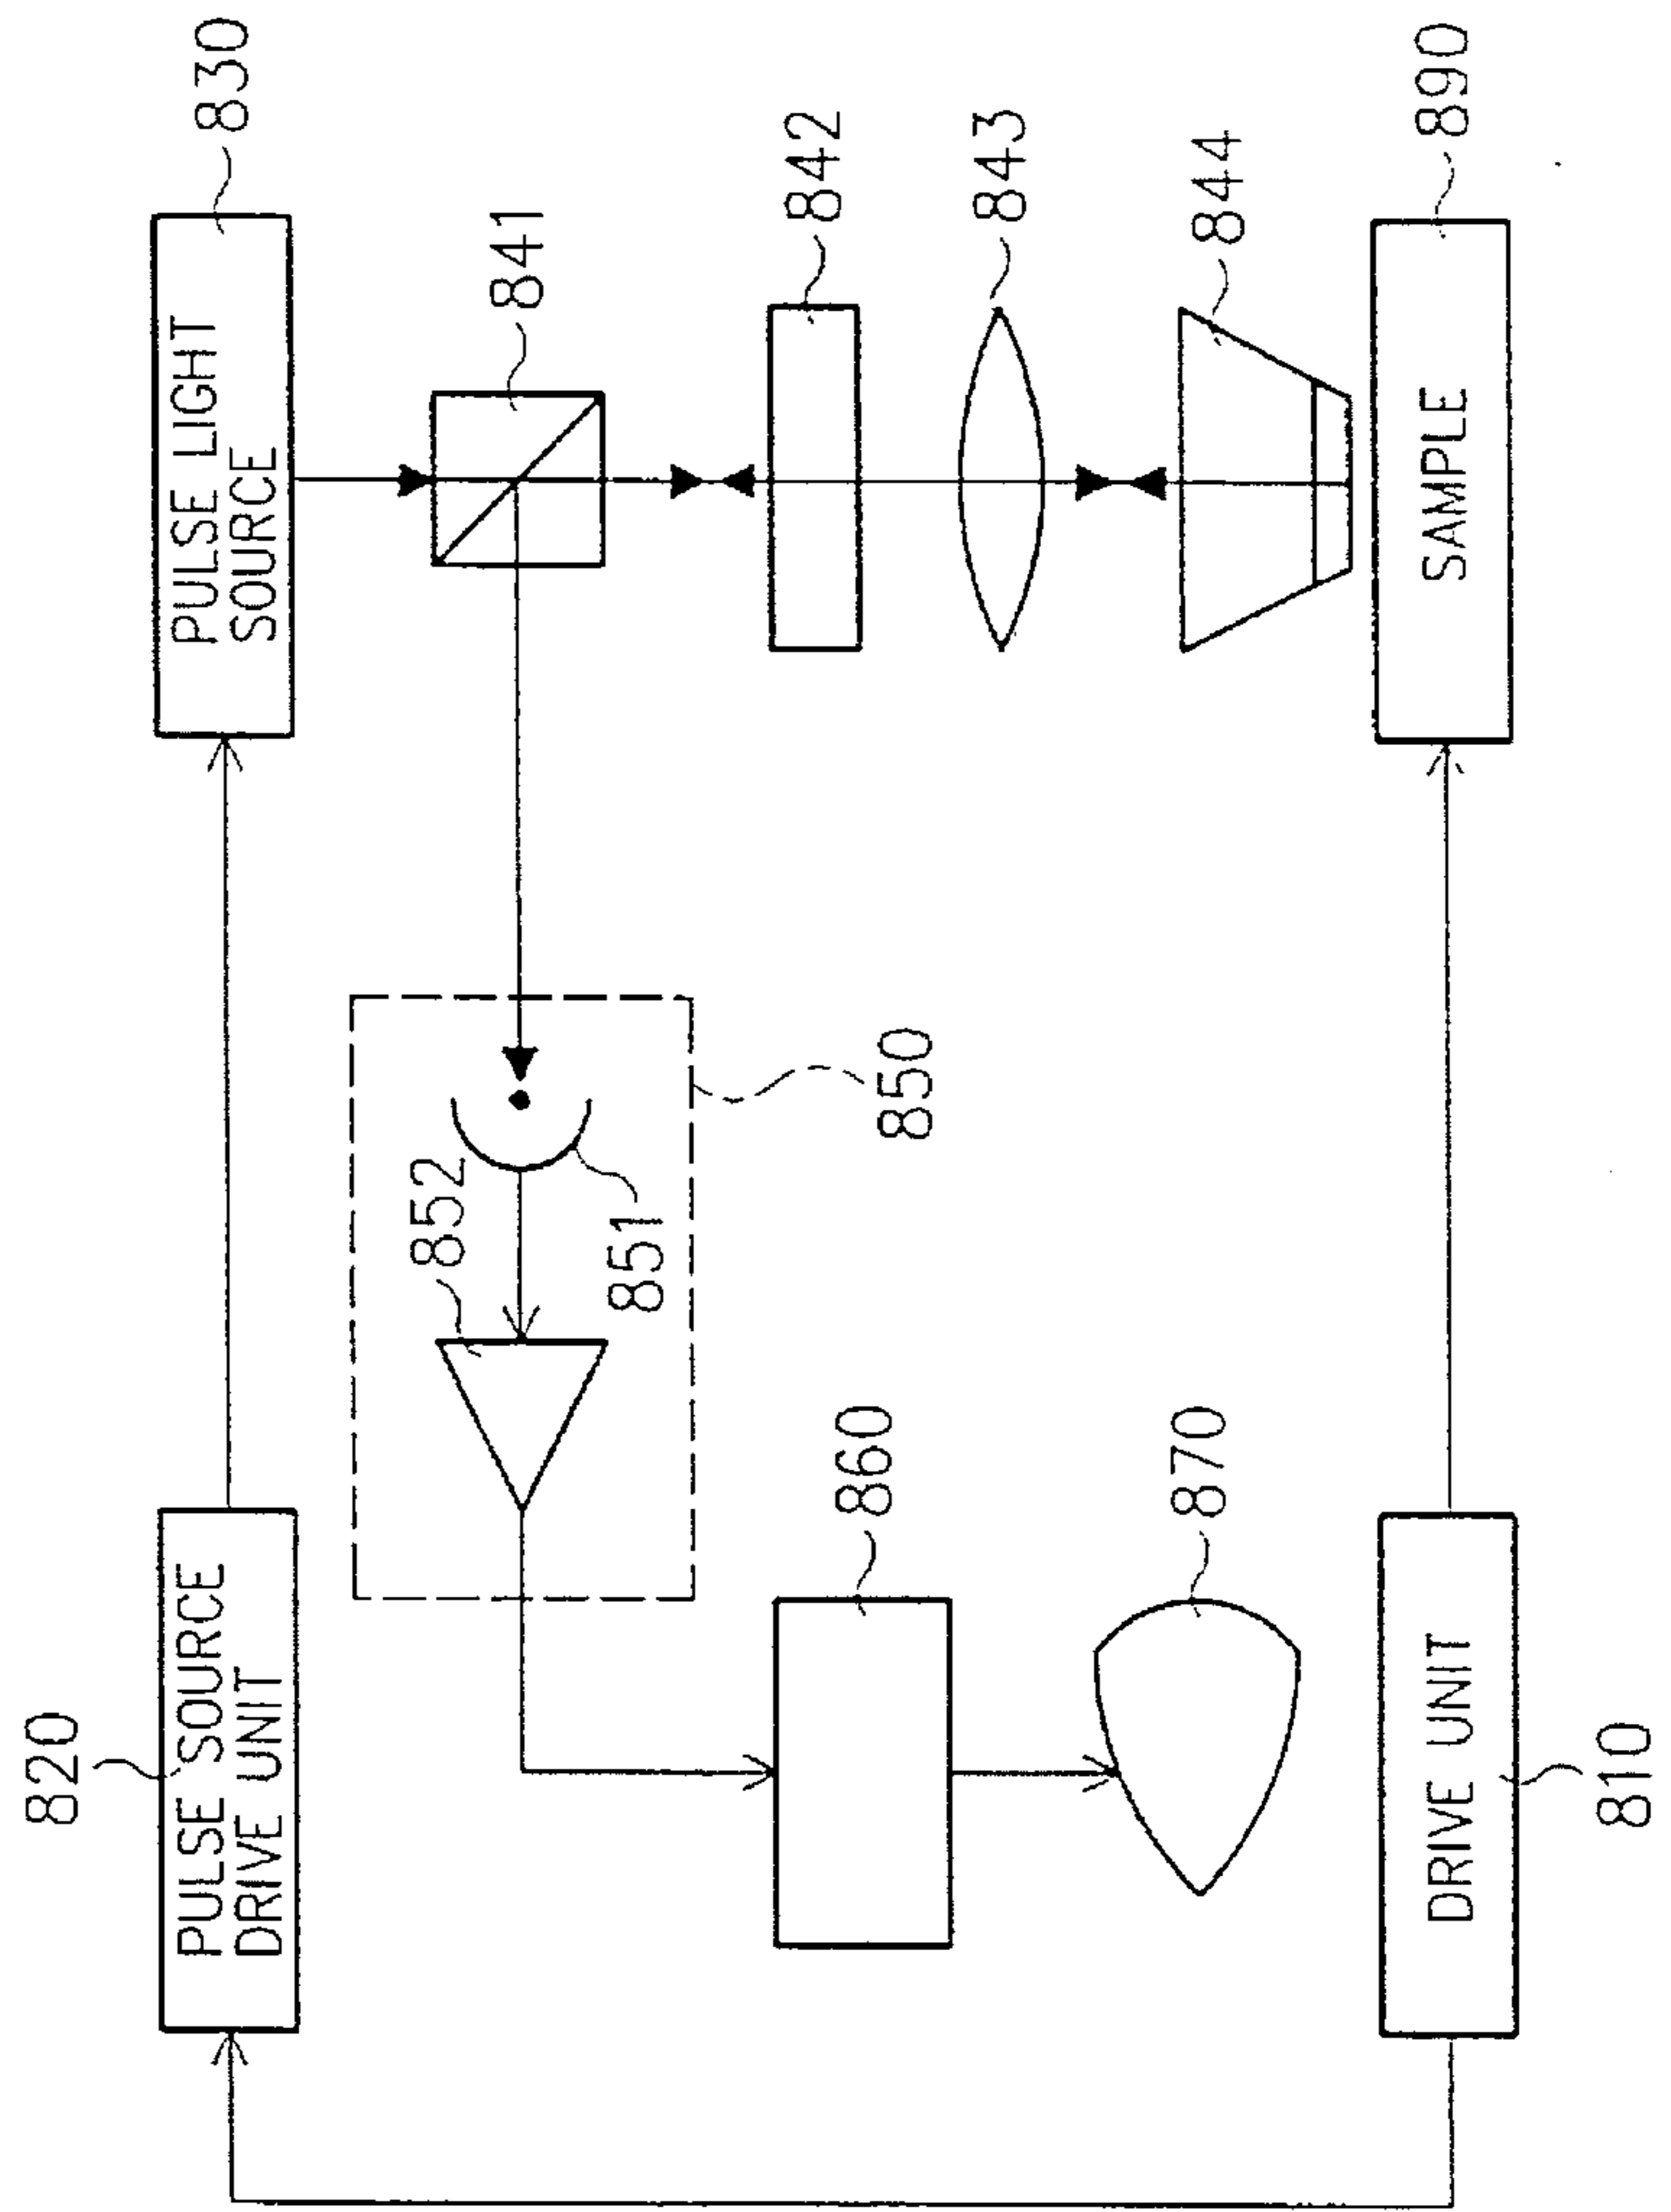 820
PULSE SOURCE
DRIVE UNIT
PULSE LIGHT
SOURCE
830
852
851
850
841
860
842
843
870
844
DRIVE UNIT
810
SAMPLE
890